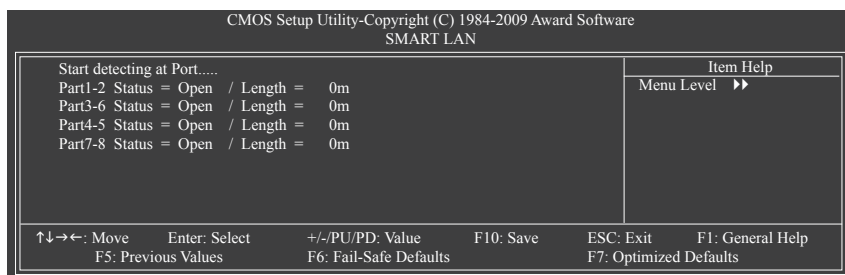 CMOS Setup Utility-Copyright (C) 1984-2009 Award Software
SMART LAN
Start detecting at Port.....
Part1-2 Status = Open / Length = 0m
Part3-6 Status = Open / Length = 0m
Part4-5 Status = Open / Length = 0m
Part7-8 Status = Open / Length = 0m
Item Help
Menu Level ▶▶
↑↓→←: Move Enter: Select +/-/PU/PD: Value F10: Save ESC: Exit F1: General Help
F5: Previous Values F6: Fail-Safe Defaults F7: Optimized Defaults